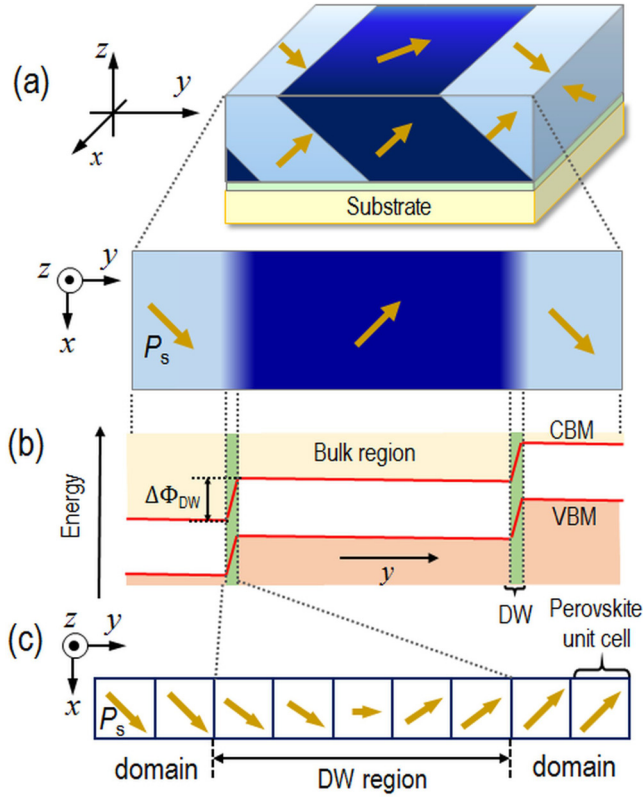 (a)
z
y
x
Substrate
z
y
x
Ps
(b)
Energy
Bulk region
CBM
ΔΦDW
VBM
y
DW
Perovskite
unit cell
(c)
z
y
x
Ps
domain
DW region
domain